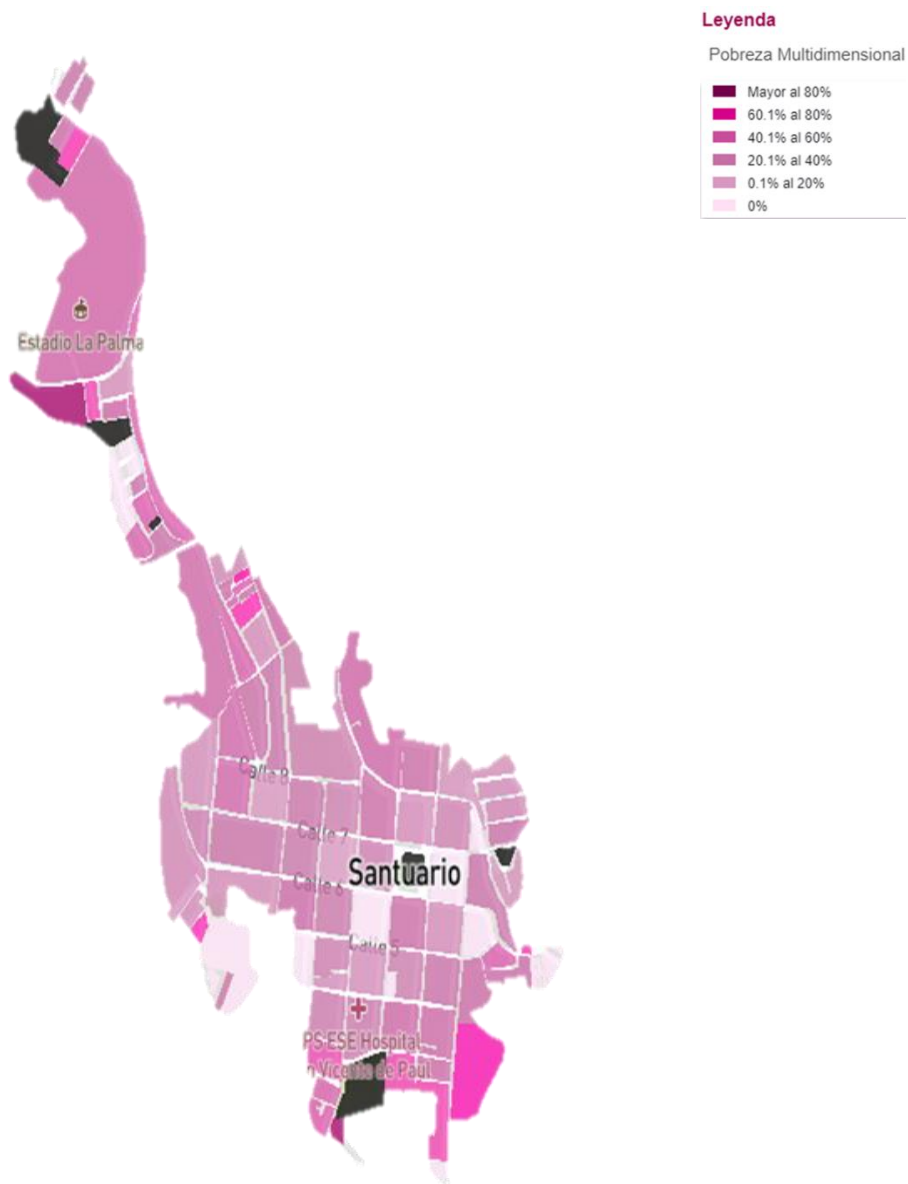 Leyenda
Pobreza Multidimensional
Mayor al 80%
60.1% al 80%
40.1% al 60%
20.1% al 40%
0.1% al 20%
0%
Estadio La Palma
Calle 8
Calle 7
Santuario
Calle 6
Calle 5
PS ESE Hospital
n Vicente de Paul